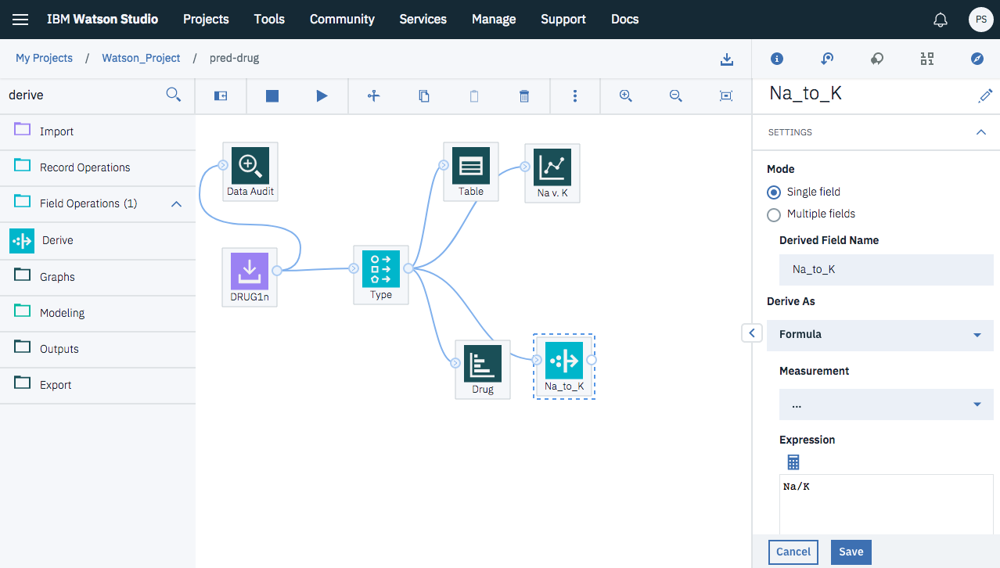 IBM Watson Studio Projects Tools Community Services Manage Support Docs PS
My Projects / Watson_Project / pred-drug
derive
Import
Record Operations
Field Operations (1)
Derive
Graphs
Modeling
Outputs
Export
Data Audit
Table
Na v. K
DRUG1n
Type
Drug
Na_to_K
Na_to_K
SETTINGS
Mode
Single field
Multiple fields
Derived Field Name
Na_to_K
Derive As
Formula
Measurement
...
Expression
Na/K
Cancel Save